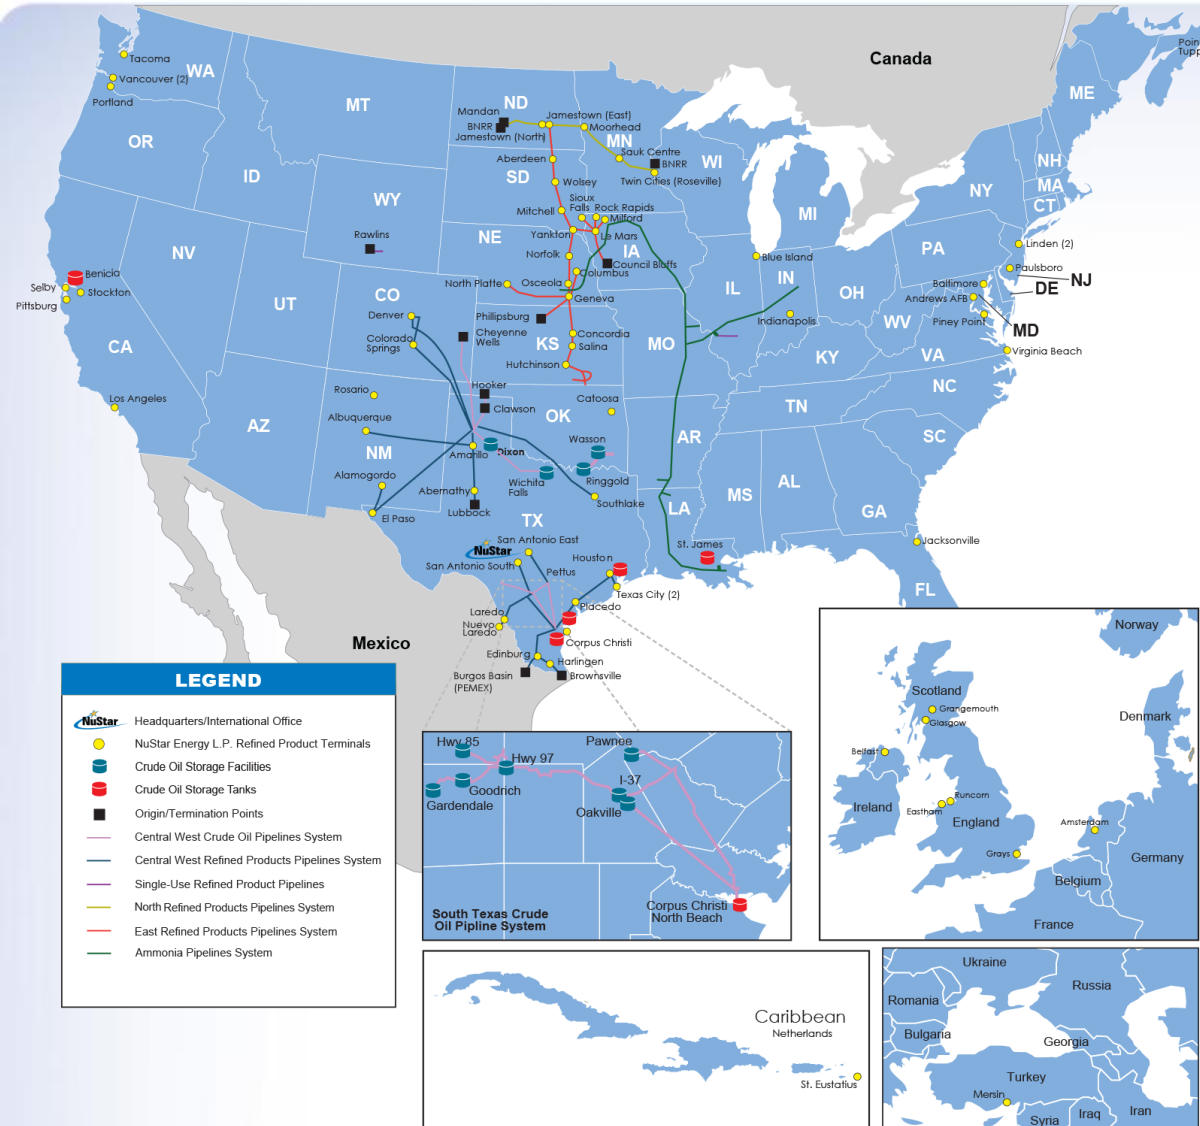 Canada
Poin
Tupp
Tacoma
WA
Vancouver (2)
Portland
OR
MT
ID
WY
Rawlins
NV
UT
CO
CA
AZ
NM
ND
Mandan
BNRR
Jamestown (North)
Jamestown (East)
Moorhead
MN
Sauk Centre
BNRR
Twin Cities (Roseville)
WI
Aberdeen
SD
Wolsey
Sioux
Falls
Rock Rapids
Mitchell
Milford
Yankton
Le Mars
NE
IA
Norfolk
Council Bluffs
Columbus
North Platte
Osceola
Geneva
Phillipsburg
Cheyenne
Wells
KS
Concordia
Salina
Hutchinson
MO
Benicia
Selby
Stockton
Pittsburg
Los Angeles
Denver
Colorado
Springs
Rosario
Albuquerque
Alamogordo
El Paso
Hooker
Clawson
OK
Catoosa
Amarillo
Dixon
Wasson
Wichita
Falls
Ringgold
Abernathy
Lubbock
Southlake
TX
NuStar
San Antonio East
San Antonio South
Pettus
Houston
Texas City (2)
Placedo
Laredo
Nuevo
Laredo
Corpus Christi
Edinburg
Harlingen
Burgos Basin
(PEMEX)
Brownsville
Mexico
AR
LA
St. James
MS
AL
GA
FL
Jacksonville
SC
NC
TN
KY
VA
WV
OH
IN
IL
Indianapolis
Blue Island
MI
PA
NY
ME
NH
MA
CT
Linden (2)
Paulsboro
NJ
DE
Baltimore
Andrews AFB
MD
Piney Point
Virginia Beach
LEGEND
NuStar
Headquarters/International Office
NuStar Energy L.P. Refined Product Terminals
Crude Oil Storage Facilities
Crude Oil Storage Tanks
Origin/Termination Points
Central West Crude Oil Pipelines System
Central West Refined Products Pipelines System
Single-Use Refined Product Pipelines
North Refined Products Pipelines System
East Refined Products Pipelines System
Ammonia Pipelines System
Hwy 85
Hwy 97
Goodrich
Gardendale
Pawnee
I-37
Oakville
Corpus Christi
North Beach
South Texas Crude
Oil Pipline System
Norway
Scotland
Grangemouth
Glasgow
Denmark
Belfast
Ireland
Runcorn
Eastham
England
Grays
Amsterdam
Germany
Belgium
France
Caribbean
Netherlands
St. Eustatius
Ukraine
Russia
Romania
Bulgaria
Georgia
Turkey
Mersin
Syria
Iraq
Iran